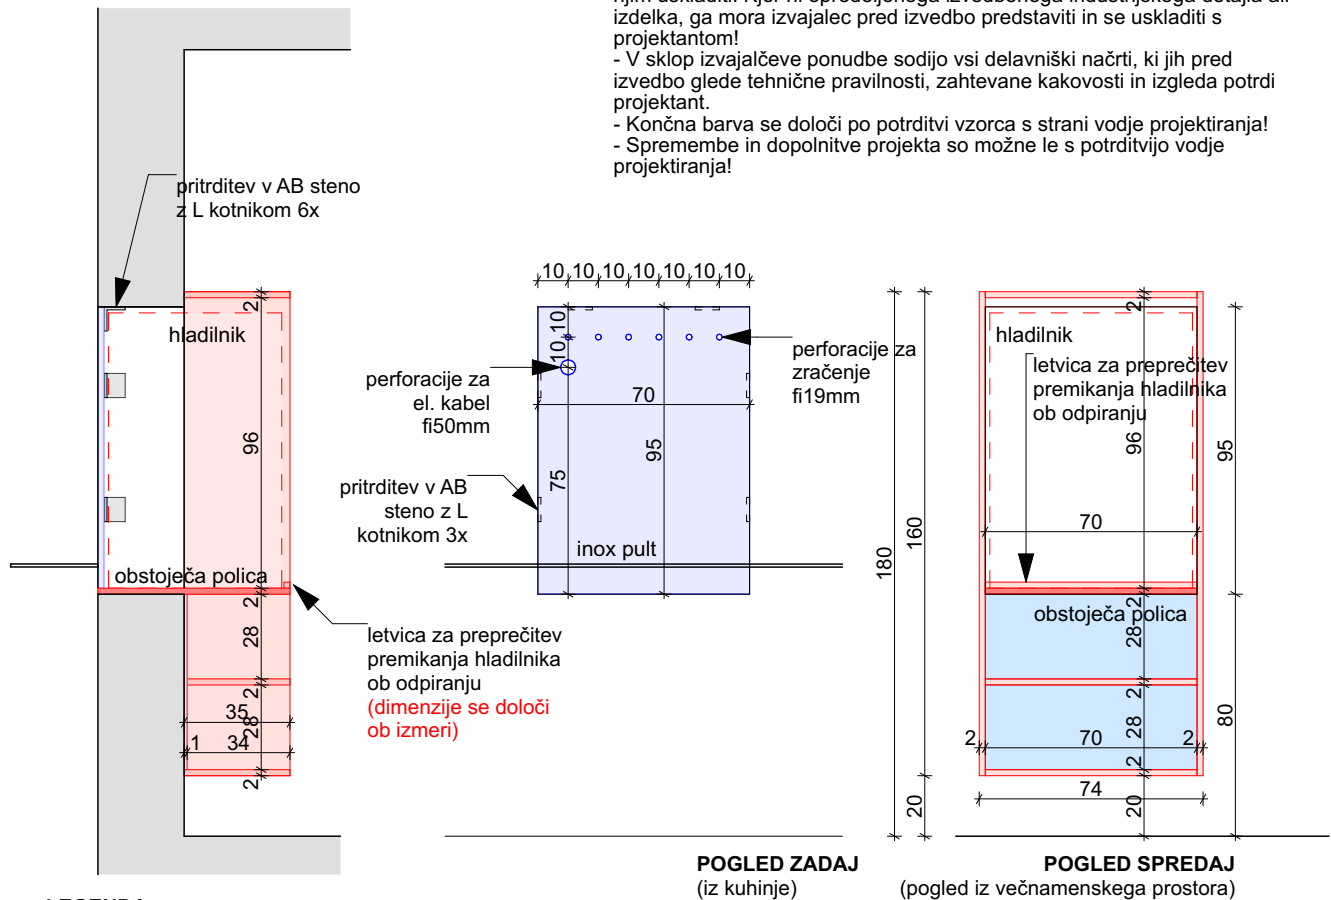 izdelka, ga mora izvajalec pred izvedbo predstaviti in se uskladiti s
projektantom!
- V sklop izvajalčeve ponudbe sodijo vsi delavniški načrti, ki jih pred
izvedbo glede tehnične pravilnosti, zahtevane kakovosti in izgleda potrdi
projektant.
- Končna barva se določi po potrditvi vzorca s strani vodje projektiranja!
- Spremembe in dopolnitve projekta so možne le s potrditvijo vodje
projektiranja!
pritrditev v AB steno
z L kotnikom 6x
hladilnik
2
96
obstoječa polica
2
28
2
35
28
1 34
2
letvica za preprečitev
premikanja hladilnika
ob odpiranju
(dimenzije se določi
ob izmeri)
10 10 10 10 10 10 10
10
10
perforacije za
el. kabel
fi50mm
70
95
75
pritrditev v AB
steno z L
kotnikom 3x
inox pult
perforacije za
zračenje
fi19mm
180
160
20
2
hladilnik
letvica za preprečitev
premikanja hladilnika
ob odpiranju
96
95
70
2
obstoječa polica
28
2
80
2 70 2
28
2
74
20
POGLED ZADAJ
(iz kuhinje)
POGLED SPREDAJ
(pogled iz večnamenskega prostora)